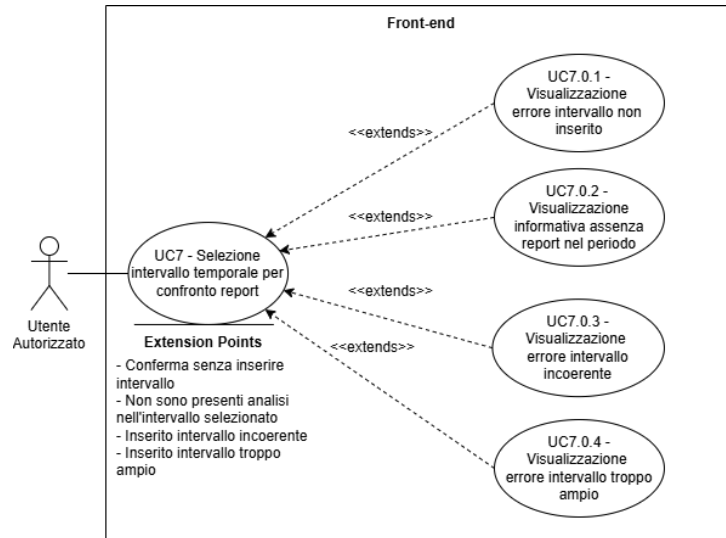 Front-end
UC7.0.1 -
Visualizzazione
errore intervallo non
inserito
<<extends>>
UC7.0.2 -
Visualizzazione
informativa assenza
report nel periodo
<<extends>>
UC7 - Selezione
intervallo temporale per
confronto report
<<extends>>
Utente
Autorizzato
Extension Points
- Conferma senza inserire
intervallo
- Non sono presenti analisi
nell'intervallo selezionato
- Inserito intervallo incoerente
- Inserito intervallo troppo
ampio
UC7.0.3 -
Visualizzazione
errore intervallo
incoerente
<<extends>>
UC7.0.4 -
Visualizzazione
errore intervallo troppo
ampio